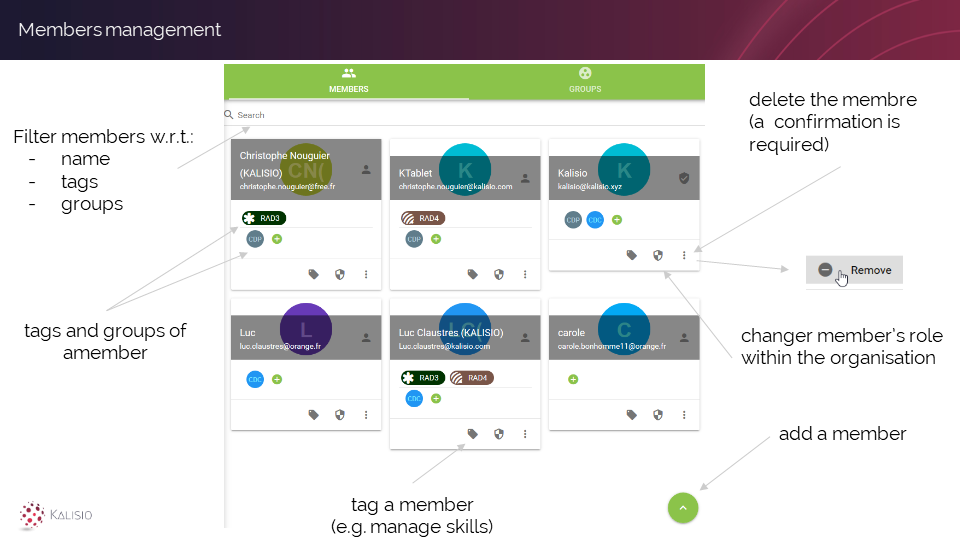 Members management
MEMBERS
GROUPS
Search
delete the membre
(a confirmation is
required)
Filter members w.r.t.:
- name
- tags
- groups
CN(
Christophe Nouguier
(KALISIO)
christophe.nouguier@free.fr
K
KTablet
christophe.nouguier@kalisio.com
K
Kalisio
kalisio@kalisio.xyz
RAD3
CDP
RAD4
CDP
CDP
CDC
Remove
tags and groups of
amember
L
Luc
luc.claustres@orange.fr
LC(
Luc Claustres (KALISIO)
Luc.claustres@kalisio.com
C
carole
carole.bonhomme11@orange.fr
CDC
RAD3
RAD4
CDC
changer member's role
within the organisation
add a member
tag a member
(e.g. manage skills)
KALISIO